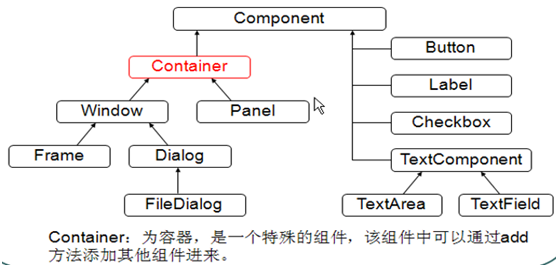 Component
Button
Container
Label
Window
Panel
Checkbox
Frame
Dialog
TextComponent
FileDialog
TextArea
TextField
Container：为容器，是一个特殊的组件，该组件中可以通过add
方法添加其他组件进来。